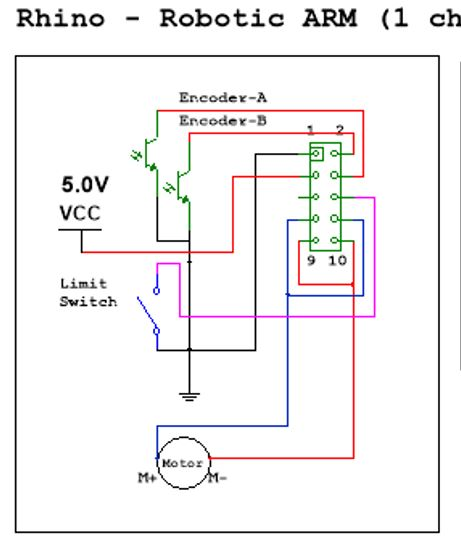 Rhino - Robotic ARM (1 ch
Encoder-A
Encoder-B
1 2
5.0V
VCC
9 10
Limit
Switch
Motor
M+ M-